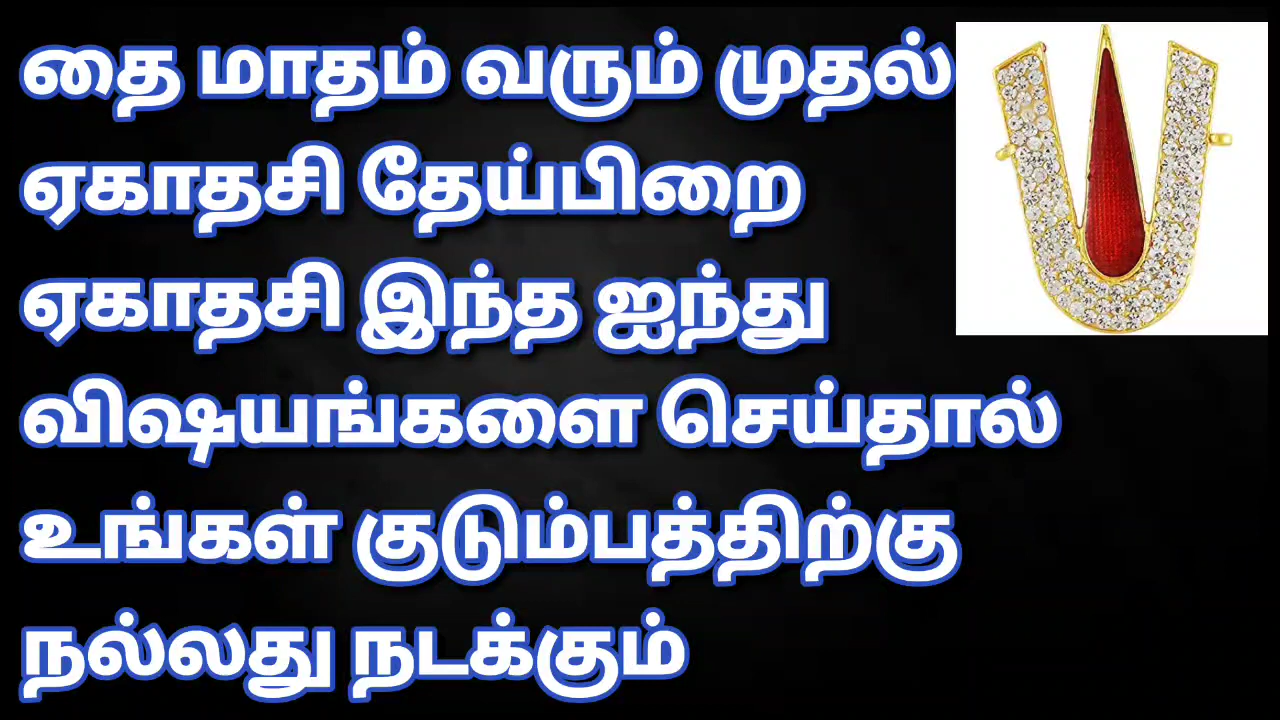 தை மாதம் வரும் முதல்
ஏகாதசி தேய்பிறை
ஏகாதசி இந்த ஐந்து
விஷயங்களை செய்தால்
உங்கள் குடும்பத்திற்கு
நல்லது நடக்கும்